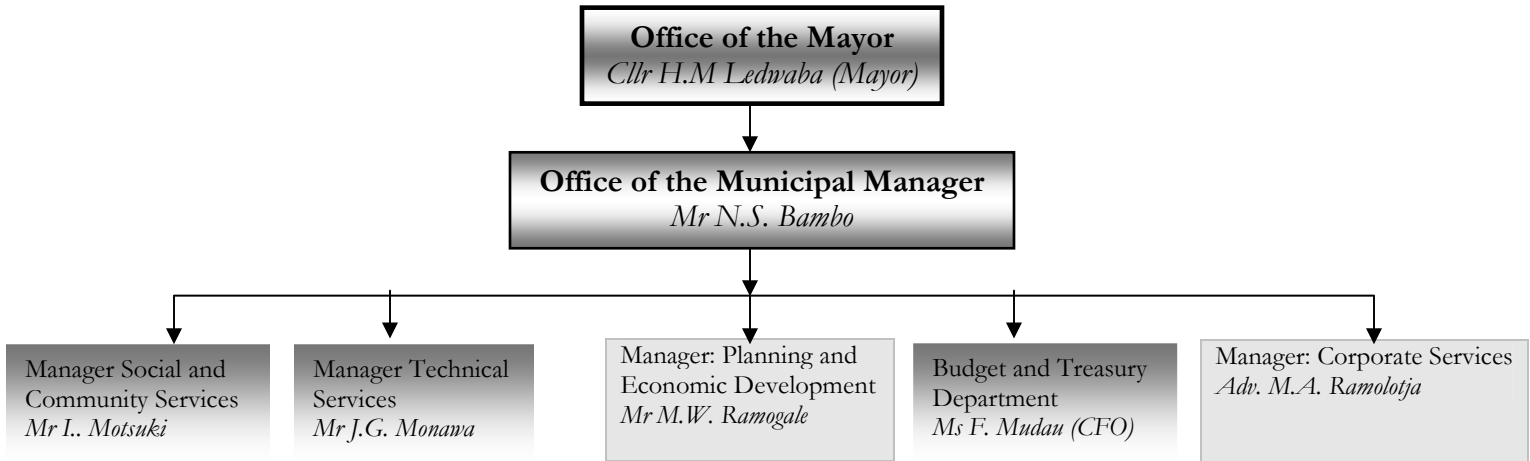 Office of the Mayor
Cllr H.M Ledwaba (Mayor)
Office of the Municipal Manager
Mr N.S. Bambo
Manager Social and
Community Services
Mr I.. Motsuki
Manager Technical
Services
Mr J.G. Monawa
Manager: Planning and
Economic Development
Mr M.W. Ramogale
Budget and Treasury
Department
Ms F. Mudau (CFO)
Manager: Corporate Services
Adv. M.A. Ramolotja